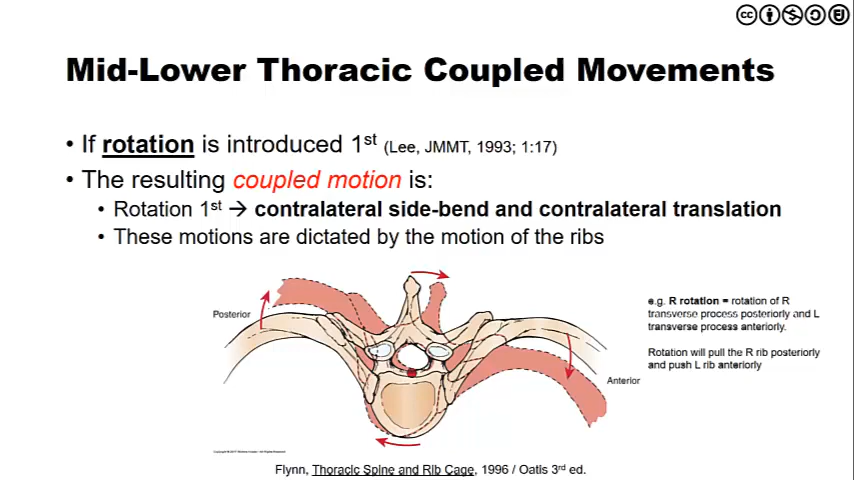 Mid-Lower Thoracic Coupled Movements
• If rotation is introduced 1st (Lee, JMMT, 1993; 1:17)
• The resulting coupled motion is:
• Rotation 1st → contralateral side-bend and contralateral translation
• These motions are dictated by the motion of the ribs
Posterior
Anterior
e.g. R rotation = rotation of R
transverse process posteriorly and L
transverse process anteriorly.
Rotation will pull the R rib posteriorly
and push L rib anteriorly
Flynn, Thoracic Spine and Rib Cage, 1996 / Oatis 3rd ed.